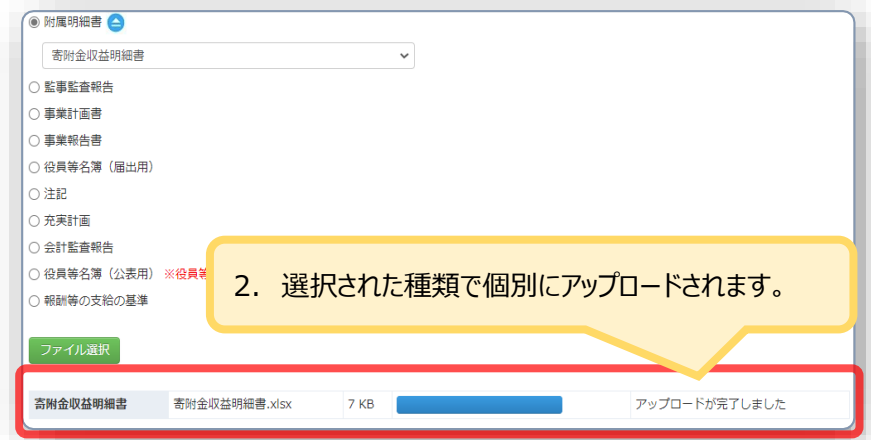 附属明細書
寄附金収益明細書
監事監査報告
事業計画書
事業報告書
役員等名簿（届出用）
注記
充実計画
会計監査報告
役員等名簿（公表用） ※役員等
報酬等の支給の基準
2. 選択された種類で個別にアップロードされます。
ファイル選択
寄附金収益明細書 寄附金収益明細書.xlsx 7 KB アップロードが完了しました